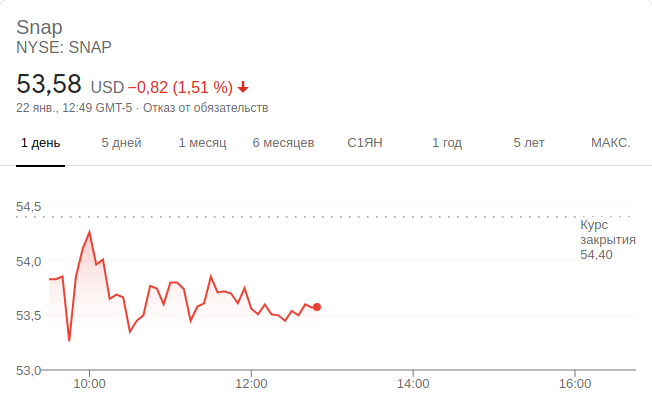 Snap
NYSE: SNAP
53,58 USD −0,82 (1,51 %)
22 янв., 12:49 GMT-5 · Отказ от обязательств
1 день 5 дней 1 месяц 6 месяцев С1ЯН 1 год 5 лет МАКС.
54,5
Курс
закрытия
54,40
54,0
53,5
53,0
10:00 12:00 14:00 16:00